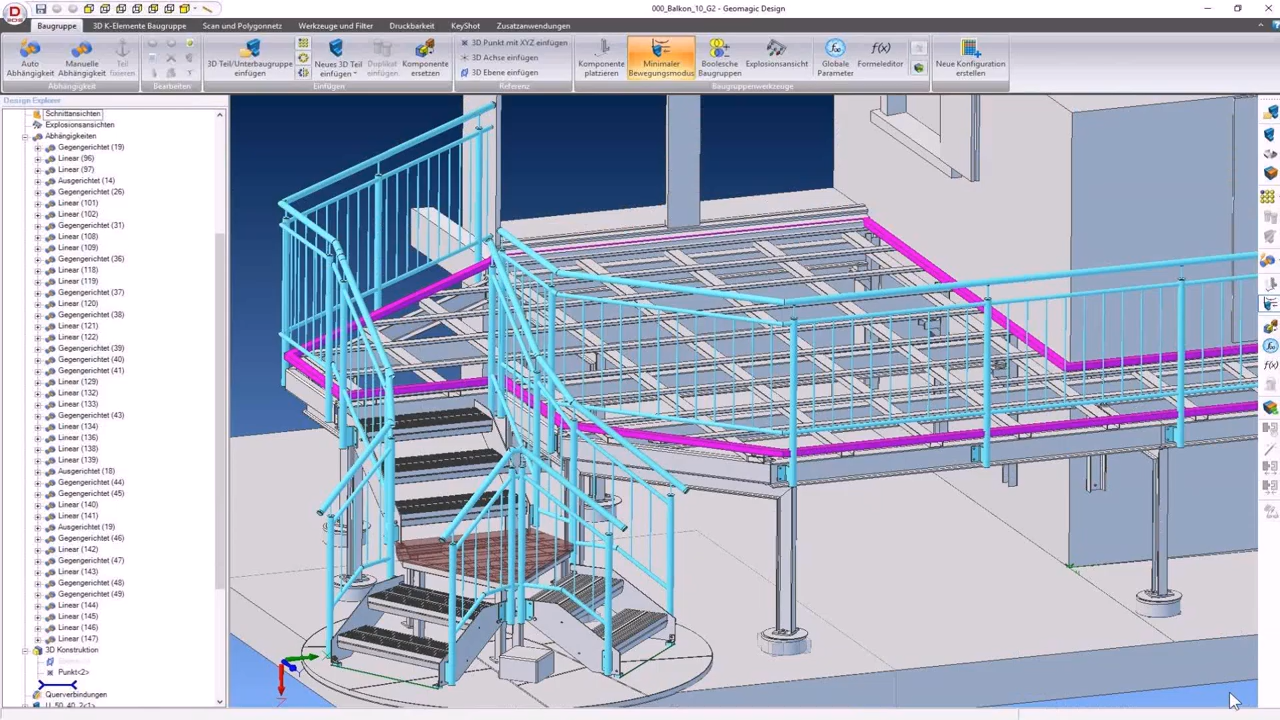 000_Balkon_10_G2 - Geomagic Design
Baugruppe
3D K-Elemente Baugruppe
Scan und Polygonnetz
Werkzeuge und Filter
Druckbarkeit
KeyShot
Zusatzanwendungen
Auto Abhängigkeit
Manuelle Abhängigkeit
Teil fixieren
3D Teil/Unterbaugruppe einfügen
Neues 3D Teil einfügen
Duplikat einfügen
Komponente ersetzen
3D Punkt mit XYZ einfügen
3D Achse einfügen
3D Ebene einfügen
Komponente platzieren
Minimaler Bewegungsmodus
Boolesche Baugruppen
Explosionsansicht
Globale Parameter
f(x)
Formeleditor
Neue Konfiguration erstellen
Abhängigkeit
Bearbeiten
Einfügen
Referenz
Baugruppenwerkzeuge
Design Explorer
Schnittansichten
Explosionsansichten
Abhängigkeiten
Gegengerichtet (19)
Linear (96)
Linear (97)
Ausgerichtet (14)
Gegengerichtet (26)
Linear (101)
Linear (102)
Gegengerichtet (31)
Linear (108)
Linear (109)
Gegengerichtet (36)
Linear (118)
Linear (119)
Gegengerichtet (37)
Linear (120)
Gegengerichtet (38)
Linear (121)
Linear (122)
Gegengerichtet (39)
Gegengerichtet (40)
Gegengerichtet (41)
Linear (129)
Linear (132)
Linear (133)
Gegengerichtet (43)
Linear (134)
Linear (136)
Linear (138)
Linear (139)
Ausgerichtet (18)
Gegengerichtet (44)
Gegengerichtet (45)
Linear (140)
Linear (141)
Ausgerichtet (19)
Gegengerichtet (46)
Linear (142)
Gegengerichtet (47)
Linear (143)
Gegengerichtet (48)
Gegengerichtet (49)
Linear (144)
Linear (145)
Linear (146)
Linear (147)
3D Konstruktion
Punkt<2>
Querverbindungen